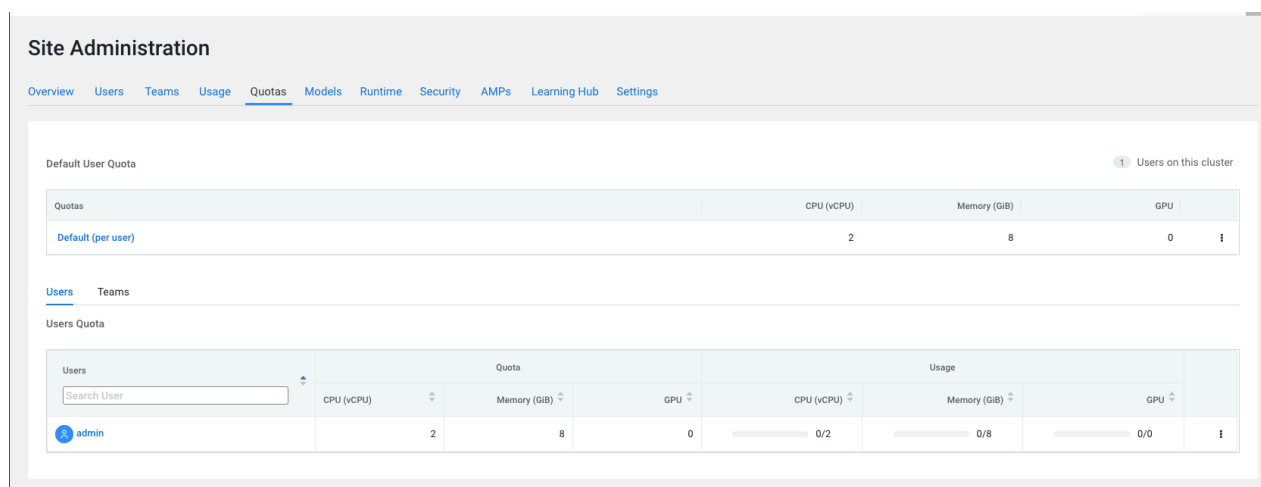 Site Administration
Overview Users Teams Usage Quotas Models Runtime Security AMPs Learning Hub Settings
Default User Quota 1 Users on this cluster
Quotas CPU (vCPU) Memory (GiB) GPU
Default (per user) 2 8 0
Users Teams
Users Quota
Users Quota Usage
Search User CPU (vCPU) Memory (GiB) GPU CPU (vCPU) Memory (GiB) GPU
admin 2 8 0 0/2 0/8 0/0